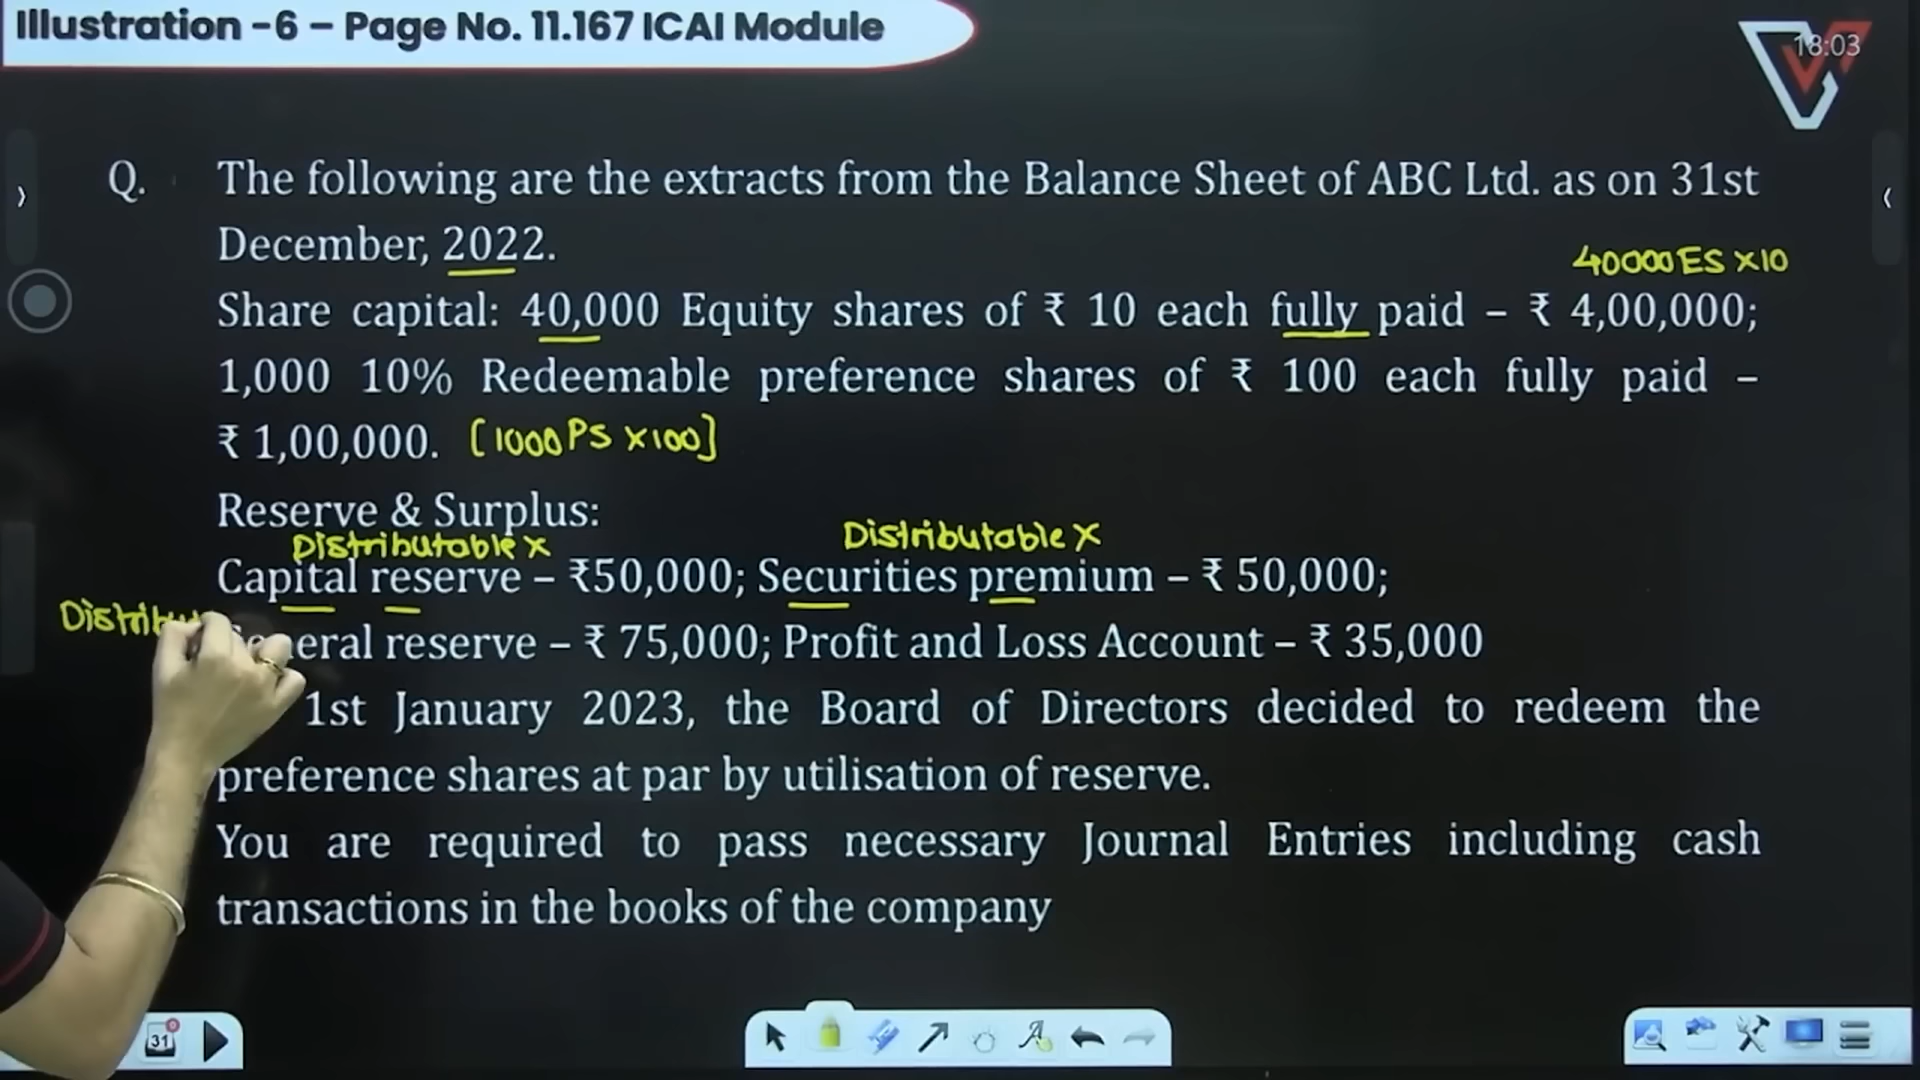 Illustration -6 – Page No. 11.167 ICAI Module
18:03
Q. The following are the extracts from the Balance Sheet of ABC Ltd. as on 31st
December, 2022.
40000 ES X10
Share capital: 40,000 Equity shares of ₹ 10 each fully paid – ₹ 4,00,000;
1,000 10% Redeemable preference shares of ₹ 100 each fully paid –
₹ 1,00,000. [1000 PS X100]
Reserve & Surplus:
Distributable X Distributable X
Capital reserve – ₹50,000; Securities premium – ₹ 50,000;
reserve – ₹ 75,000; Profit and Loss Account – ₹ 35,000
1st January 2023, the Board of Directors decided to redeem the
preference shares at par by utilisation of reserve.
You are required to pass necessary Journal Entries including cash
transactions in the books of the company
31